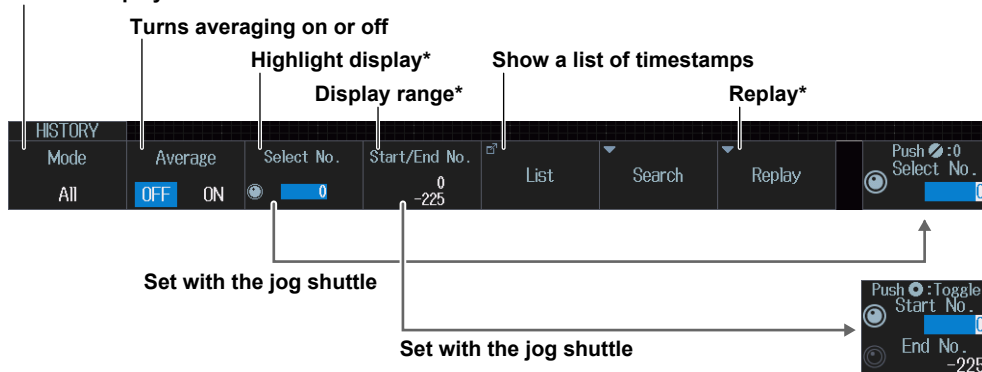 Turns averaging on or off
Highlight display*
Show a list of timestamps
Display range*
Replay*
HISTORY
Mode
All
Average
OFF ON
Select No.
0
Start/End No.
0
-225
List
Search
Replay
Push :0
Select No.
0
Set with the jog shuttle
Push :Toggle
Start No.
0
End No.
-225
Set with the jog shuttle